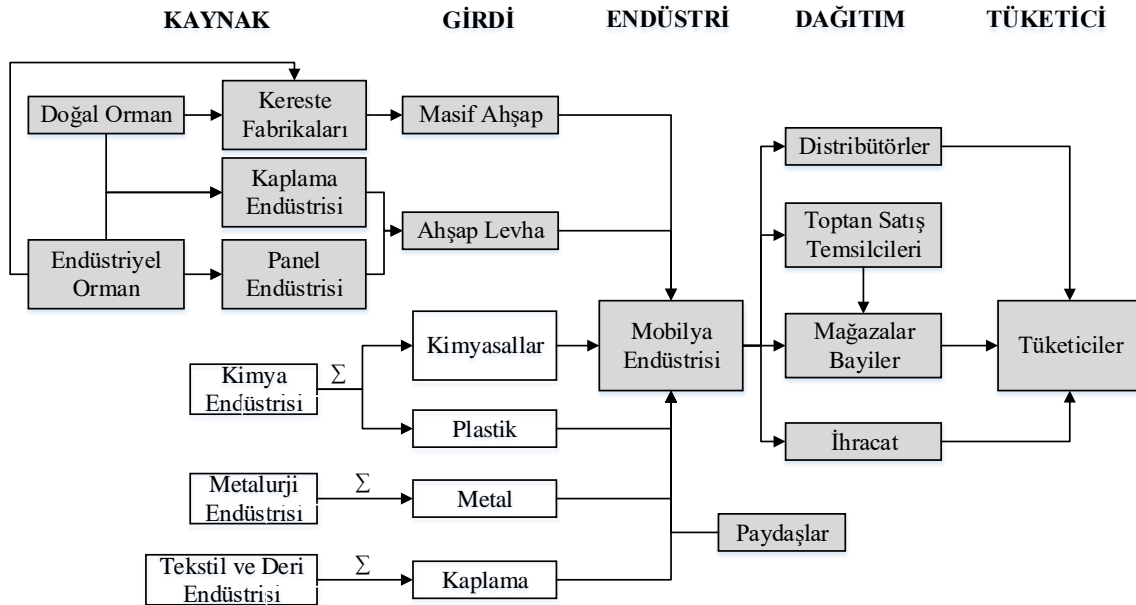 KAYNAK
GİRDİ
ENDÜSTRİ
DAĞITIM
TÜKETİCİ
Doğal Orman
Kereste
Fabrikaları
Masif Ahşap
Distribütörler
Kaplama
Endüstrisi
Ahşap Levha
Toptan Satış
Temsilcileri
Endüstriyel
Orman
Panel
Endüstrisi
Kimyasallar
Mobilya
Endüstrisi
Mağazalar
Bayiler
Tüketiciler
Kimya
Endüstrisi
∑
Plastik
İhracat
Metalurji
Endüstrisi
∑
Metal
Paydaşlar
Tekstil ve Deri
Endüstrisi
∑
Kaplama